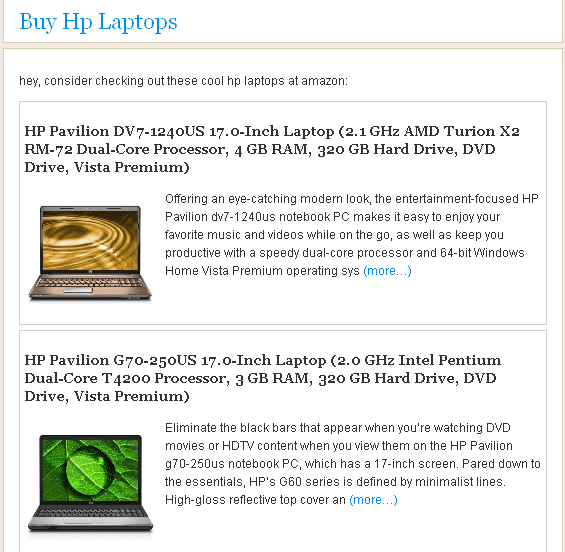 Buy Hp Laptops
hey, consider checking out these cool hp laptops at amazon:
HP Pavilion DV7-1240US 17.0-Inch Laptop (2.1 GHz AMD Turion X2
RM-72 Dual-Core Processor, 4 GB RAM, 320 GB Hard Drive, DVD
Drive, Vista Premium)
Offering an eye-catching modern look, the entertainment-focused HP
Pavilion dv7-1240us notebook PC makes it easy to enjoy your
favorite music and videos while on the go, as well as keep you
productive with a speedy dual-core processor and 64-bit Windows
Home Vista Premium operating sys (more...)
HP Pavilion G70-250US 17.0-Inch Laptop (2.0 GHz Intel Pentium
Dual-Core T4200 Processor, 3 GB RAM, 320 GB Hard Drive, DVD
Drive, Vista Premium)
Eliminate the black bars that appear when you're watching DVD
movies or HDTV content when you view them on the HP Pavilion
g70-250us notebook PC, which has a 17-inch screen. Pared down to
the essentials, HP's G60 series is defined by minimalist lines.
High-gloss reflective top cover an (more...)